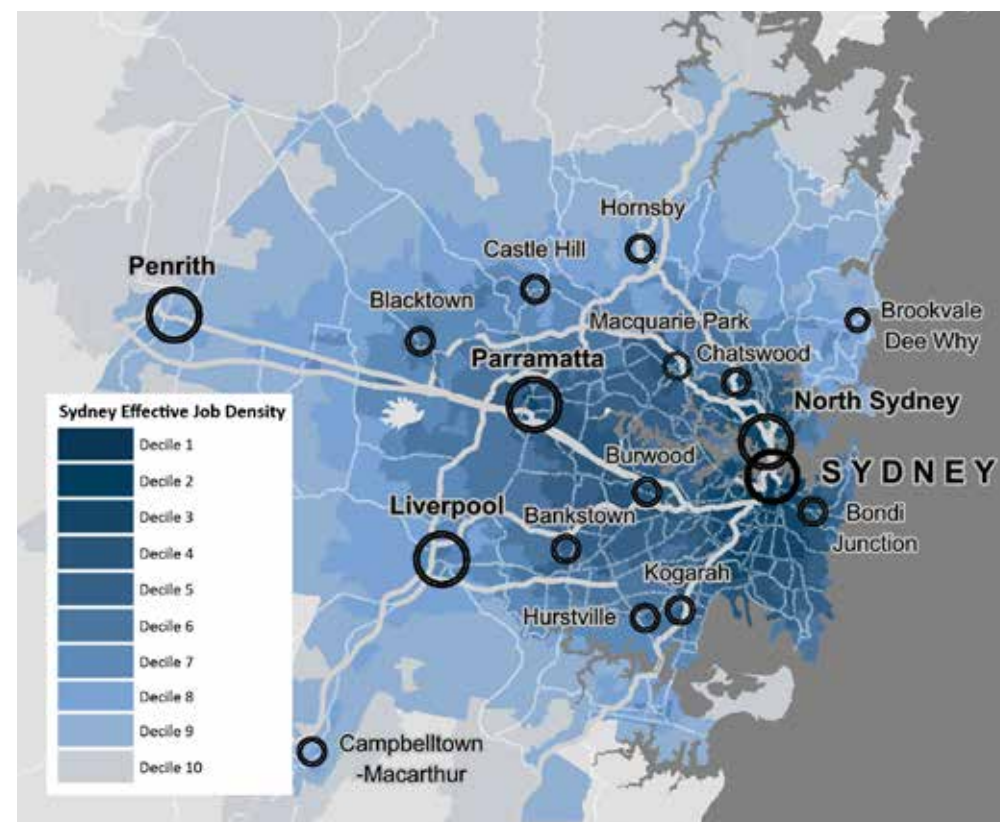 Hornsby
Castle Hill
Penrith
Blacktown
Brookvale
Dee Why
Macquarie Park
Chatswood
Parramatta
North Sydney
Burwood
SYDNEY
Liverpool
Bankstown
Bondi
Junction
Kogarah
Hurstville
Campbelltown
-Macarthur
Sydney Effective Job Density
Decile 1
Decile 2
Decile 3
Decile 4
Decile 5
Decile 6
Decile 7
Decile 8
Decile 9
Decile 10